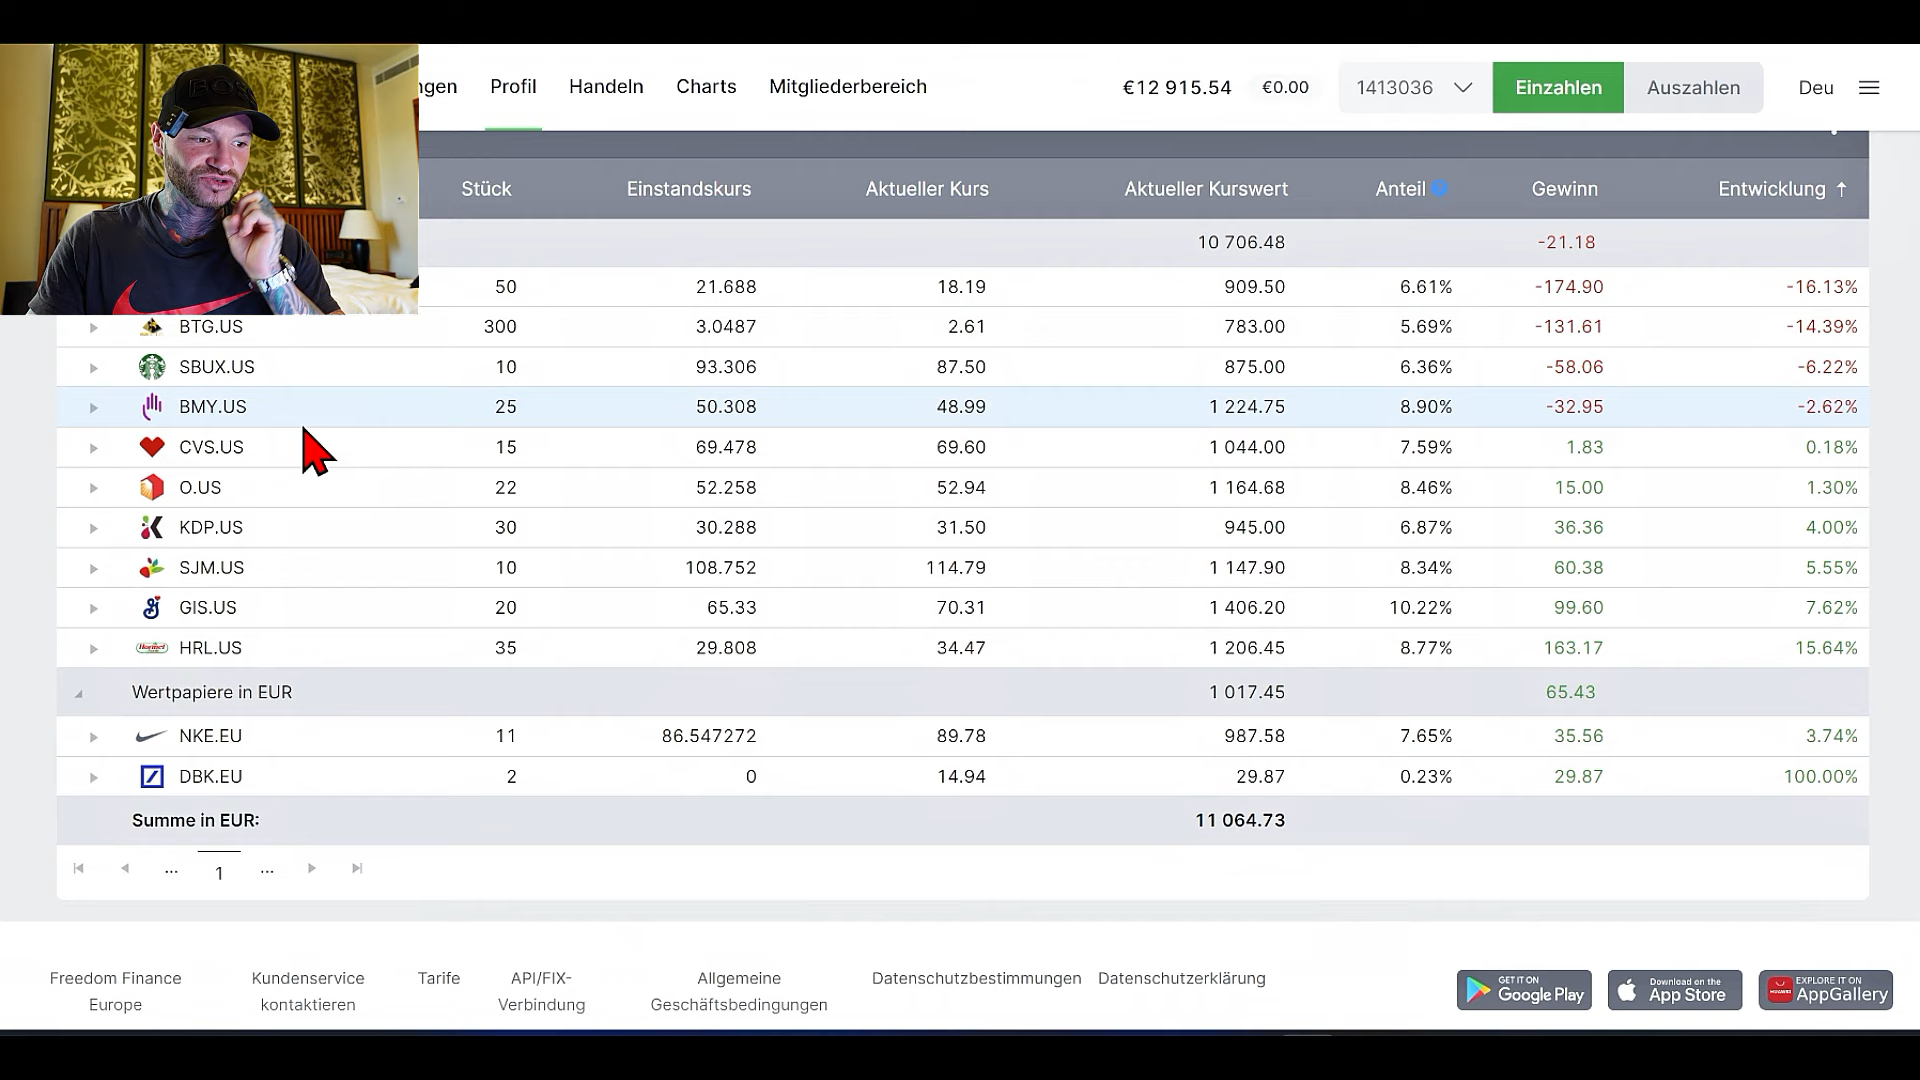 BOSS
ngen Profil Handeln Charts Mitgliederbereich €12 915.54 €0.00 1413036 Einzahlen Auszahlen Deu
Stück Einstandskurs Aktueller Kurs Aktueller Kurswert Anteil Gewinn Entwicklung ↑
10 706.48 -21.18
50 21.688 18.19 909.50 6.61% -174.90 -16.13%
BTG.US 300 3.0487 2.61 783.00 5.69% -131.61 -14.39%
SBUX.US 10 93.306 87.50 875.00 6.36% -58.06 -6.22%
BMY.US 25 50.308 48.99 1 224.75 8.90% -32.95 -2.62%
CVS.US 15 69.478 69.60 1 044.00 7.59% 1.83 0.18%
O.US 22 52.258 52.94 1 164.68 8.46% 15.00 1.30%
KDP.US 30 30.288 31.50 945.00 6.87% 36.36 4.00%
SJM.US 10 108.752 114.79 1 147.90 8.34% 60.38 5.55%
GIS.US 20 65.33 70.31 1 406.20 10.22% 99.60 7.62%
Hormel HRL.US 35 29.808 34.47 1 206.45 8.77% 163.17 15.64%
Wertpapiere in EUR 1 017.45 65.43
NKE.EU 11 86.547272 89.78 987.58 7.65% 35.56 3.74%
DBK.EU 2 0 14.94 29.87 0.23% 29.87 100.00%
Summe in EUR: 11 064.73
... 1 ...
Freedom Finance Europe
Kundenservice kontaktieren
Tarife
API/FIX-Verbindung
Allgemeine Geschäftsbedingungen
Datenschutzbestimmungen
Datenschutzerklärung
GET IT ON Google Play
Download on the App Store
HUAWEI EXPLORE IT ON AppGallery